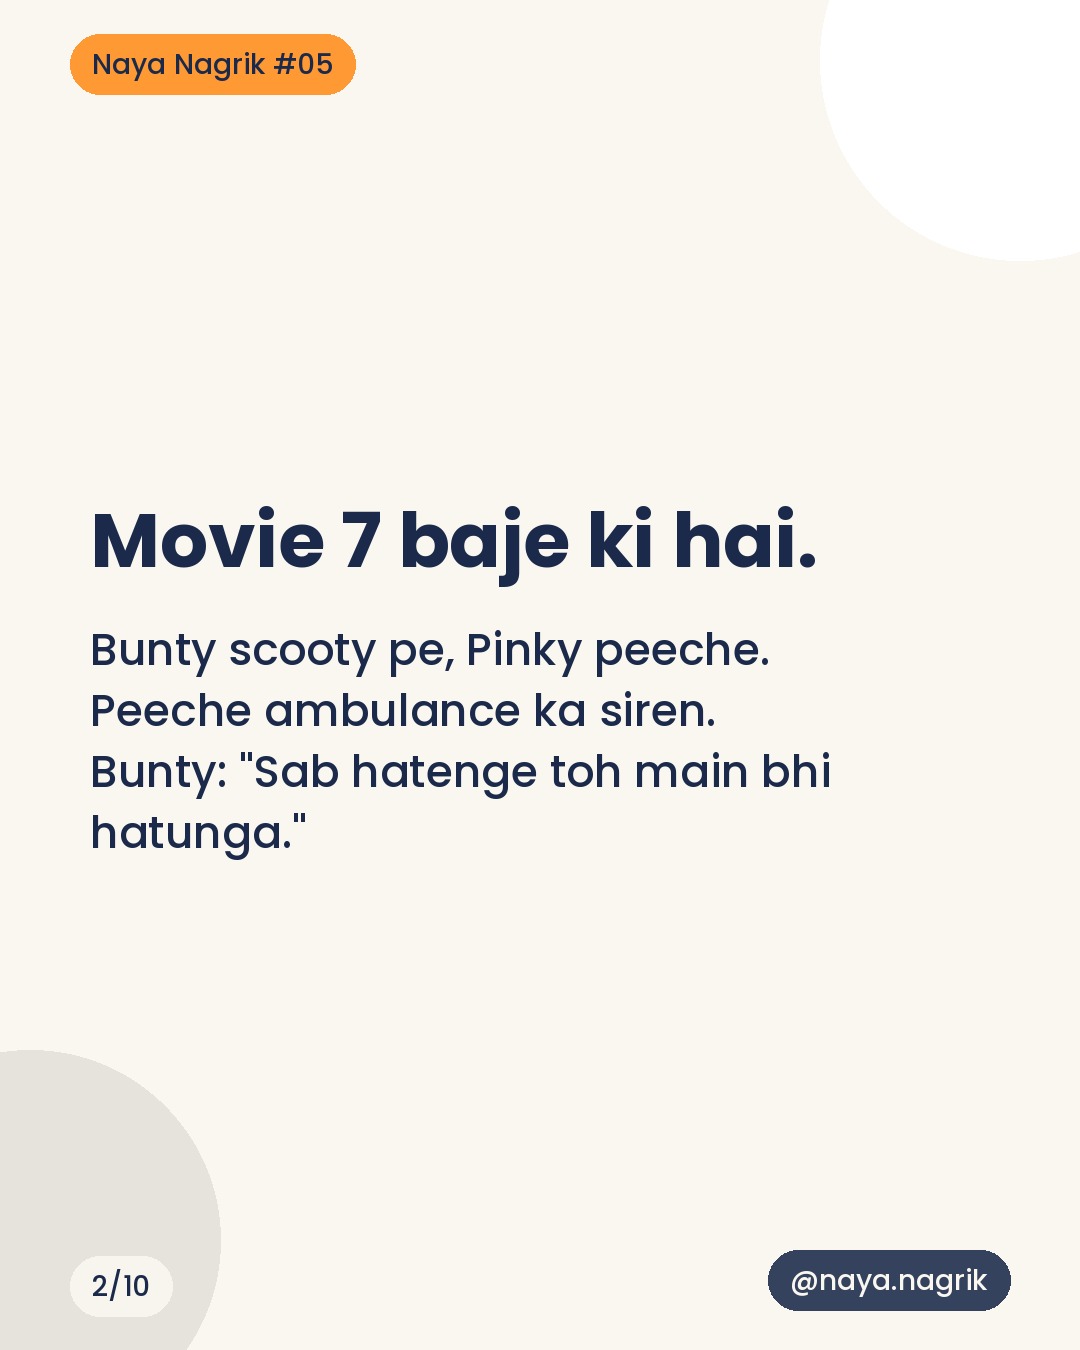 Naya Nagrik #05
Movie 7 baje ki hai.
Bunty scooty pe, Pinky peeche.
Peeche ambulance ka siren.
Bunty: "Sab hatenge toh main bhi
hatunga."
2/10
@naya.nagrik